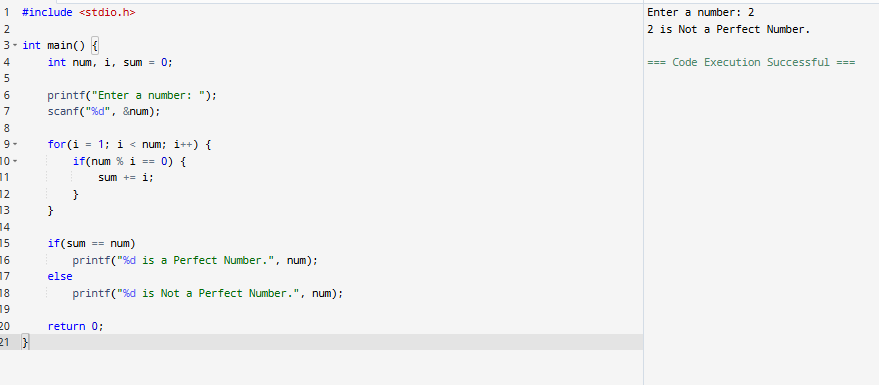 1 #include <stdio.h>
2
3 int main() {
4     int num, i, sum = 0;
5
6     printf("Enter a number: ");
7     scanf("%d", &num);
8
9     for(i = 1; i < num; i++) {
10         if(num % i == 0) {
11             sum += i;
12         }
13     }
14
15     if(sum == num)
16         printf("%d is a Perfect Number.", num);
17     else
18         printf("%d is Not a Perfect Number.", num);
19
20     return 0;
21 }
Enter a number: 2
2 is Not a Perfect Number.
=== Code Execution Successful ===